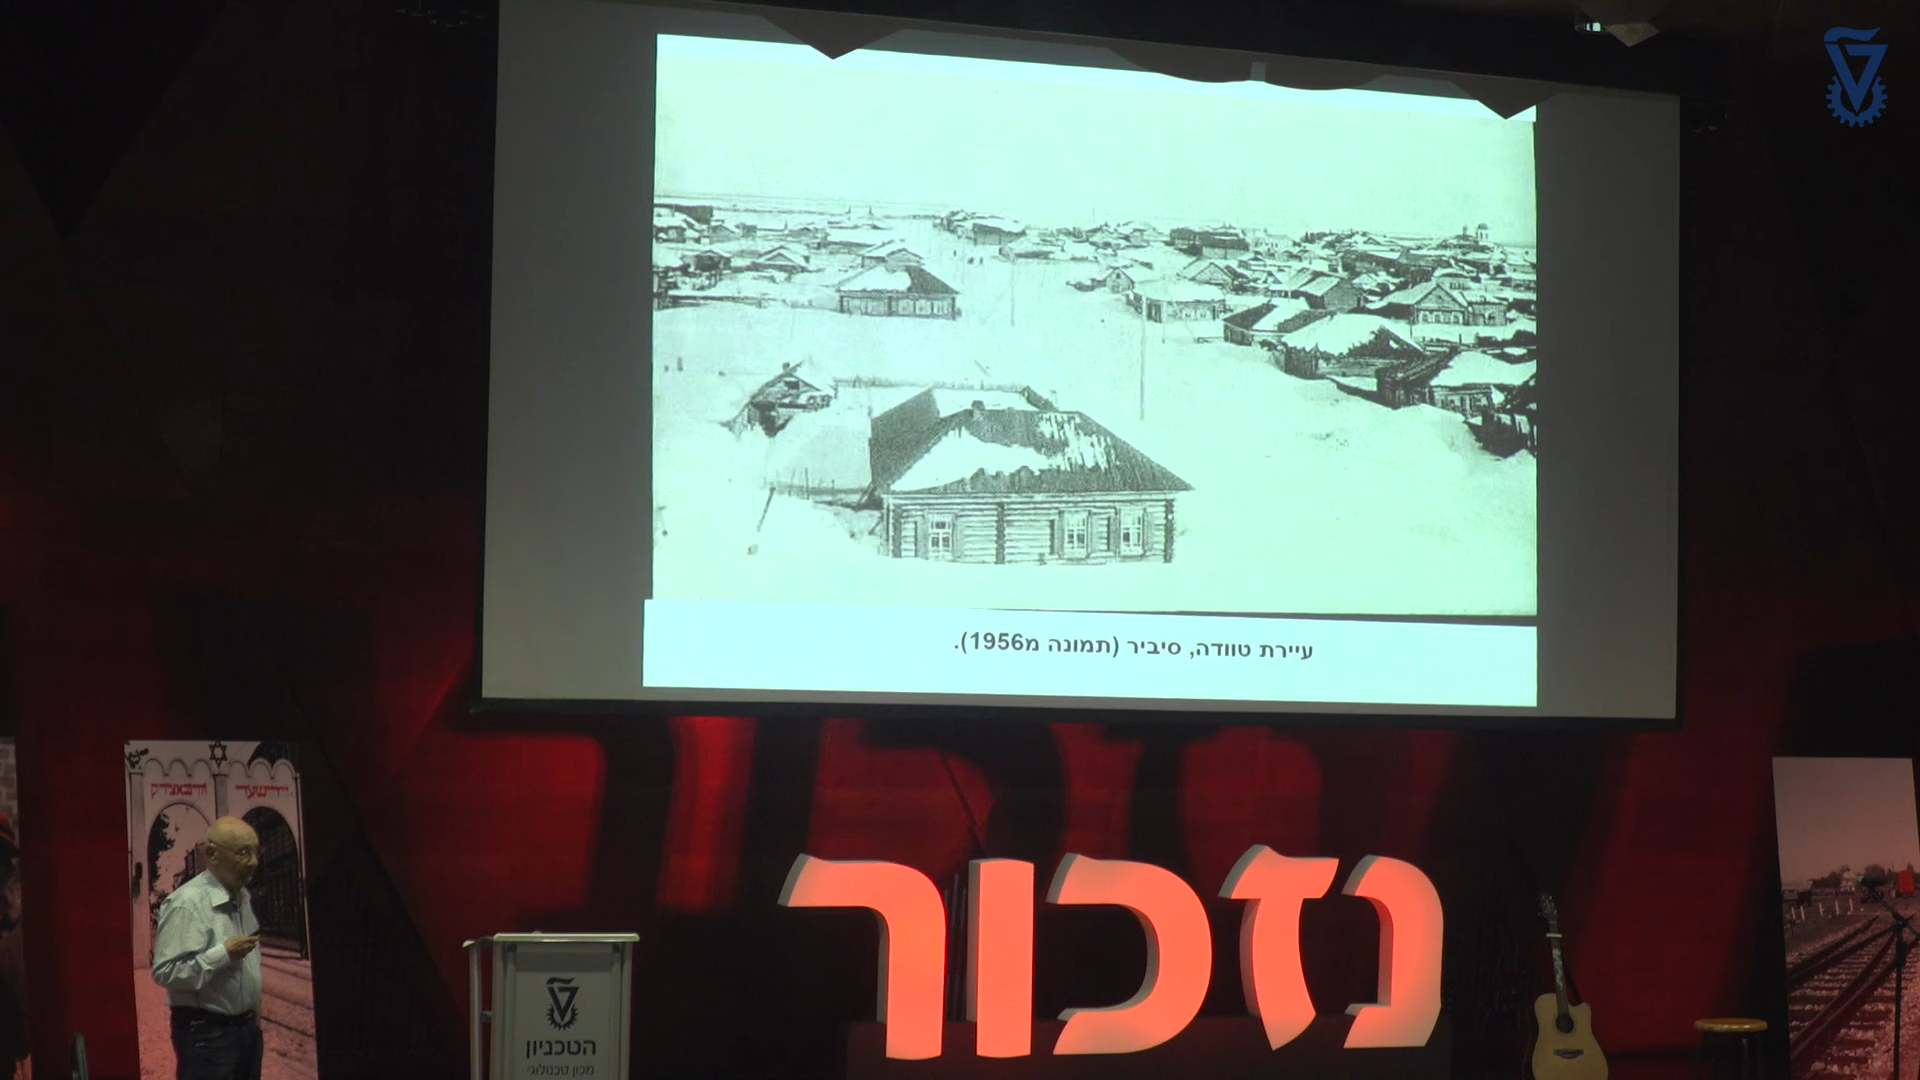 עיירת טוודה, סיביר (תמונה מ1956).
נזכור
הטכניון
מכון טכנולוגי